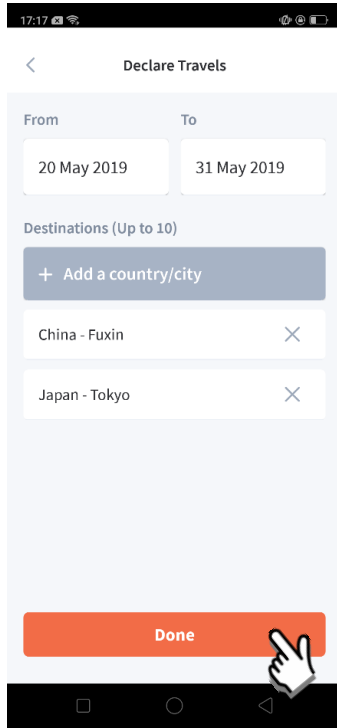 17:17
Declare Travels
From To
20 May 2019 31 May 2019
Destinations (Up to 10)
+ Add a country/city
China - Fuxin
Japan - Tokyo
Done